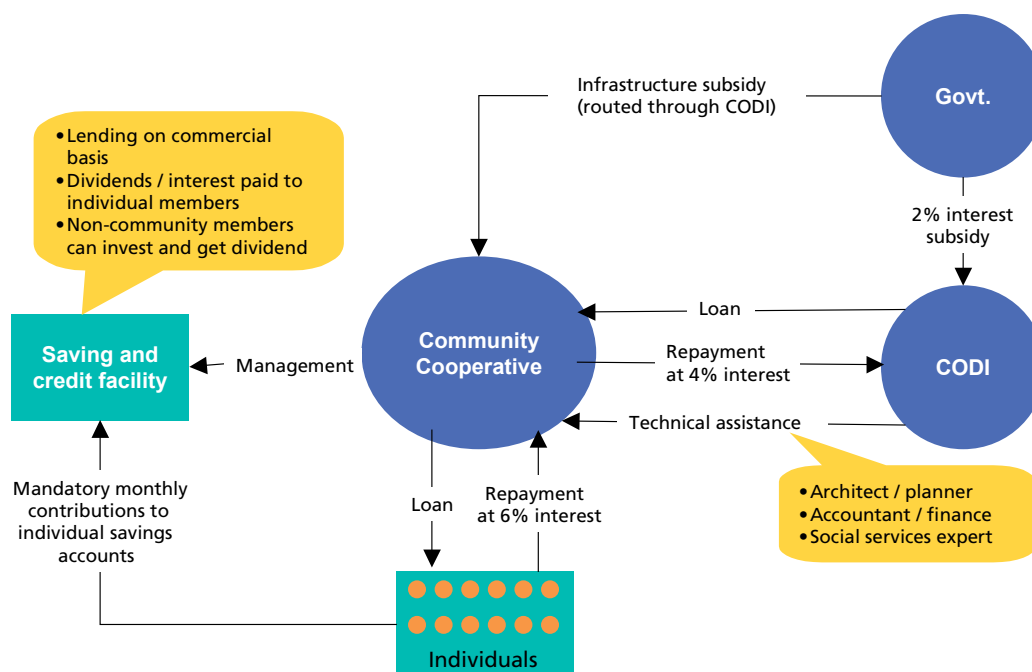 Infrastructure subsidy
(routed through CODI)
Govt.
• Lending on commercial
basis
• Dividends / interest paid to
individual members
• Non-community members
can invest and get dividend
2% interest
subsidy
Saving and
credit facility
Management
Community
Cooperative
Loan
Repayment
at 4% interest
Technical assistance
CODI
Mandatory monthly
contributions to
individual savings
accounts
Loan
Repayment
at 6% interest
• Architect / planner
• Accountant / finance
• Social services expert
Individuals